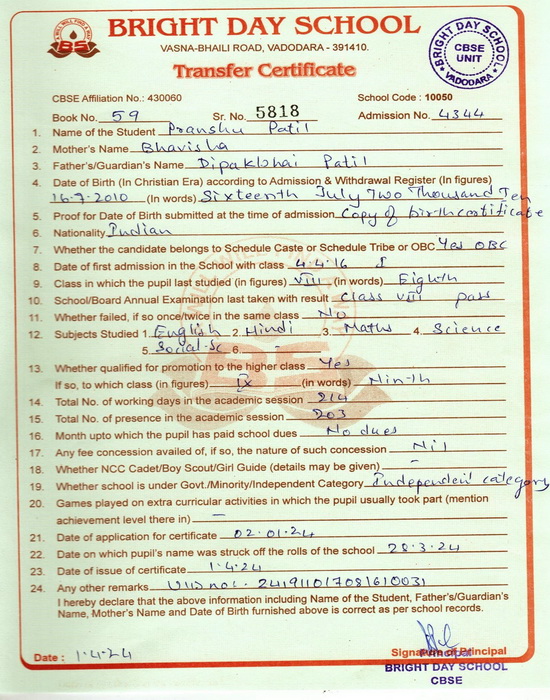 BRIGHT DAY SCHOOL
VASNA-BHAILI ROAD, VADODARA - 391410.
Transfer Certificate
BRIGHT DAY SCHOOL
CBSE
UNIT
VADODARA
CBSE Affiliation No.: 430060 School Code : 10050
Book No. 59 Sr. No. 5818 Admission No. 4344
1. Name of the Student Pranshu Patil
2. Mother's Name Bhavisha
3. Father's/Guardian's Name Dipakbhai Patil
4. Date of Birth (In Christian Era) according to Admission & Withdrawal Register (In figures)
16-7-2010 (In words) Sixteenth July Two Thousand Ten
5. Proof for Date of Birth submitted at the time of admission Copy of birth certificate
6. Nationality Indian
7. Whether the candidate belongs to Schedule Caste or Schedule Tribe or OBC Yes OBC
8. Date of first admission in the School with class 4.4.16
9. Class in which the pupil last studied (in figures) VIII (in words) Eighth
10. School/Board Annual Examination last taken with result Class VIII pass
11. Whether failed, if so once/twice in the same class No
12. Subjects Studied 1. English 2. Hindi 3. Maths 4. Science
5. Social-Sc 6. -
13. Whether qualified for promotion to the higher class Yes
If so, to which class (in figures) IX (in words) Ninth
14. Total No. of working days in the academic session 214
15. Total No. of presence in the academic session 203
16. Month upto which the pupil has paid school dues No dues
17. Any fee concession availed of, if so, the nature of such concession Nil
18. Whether NCC Cadet/Boy Scout/Girl Guide (details may be given) -
19. Whether school is under Govt./Minority/Independent Category Independent category
20. Games played on extra curricular activities in which the pupil usually took part (mention
achievement level there in) -
21. Date of application for certificate 02.01.24
22. Date on which pupil's name was struck off the rolls of the school 28.3.24
23. Date of issue of certificate 1.4.24
24. Any other remarks
I hereby declare that the above information including Name of the Student, Father's/Guardian's
Name, Mother's Name and Date of Birth furnished above is correct as per school records.
Date : 1.4.24 Signature of Principal
Principal
BRIGHT DAY SCHOOL
CBSE